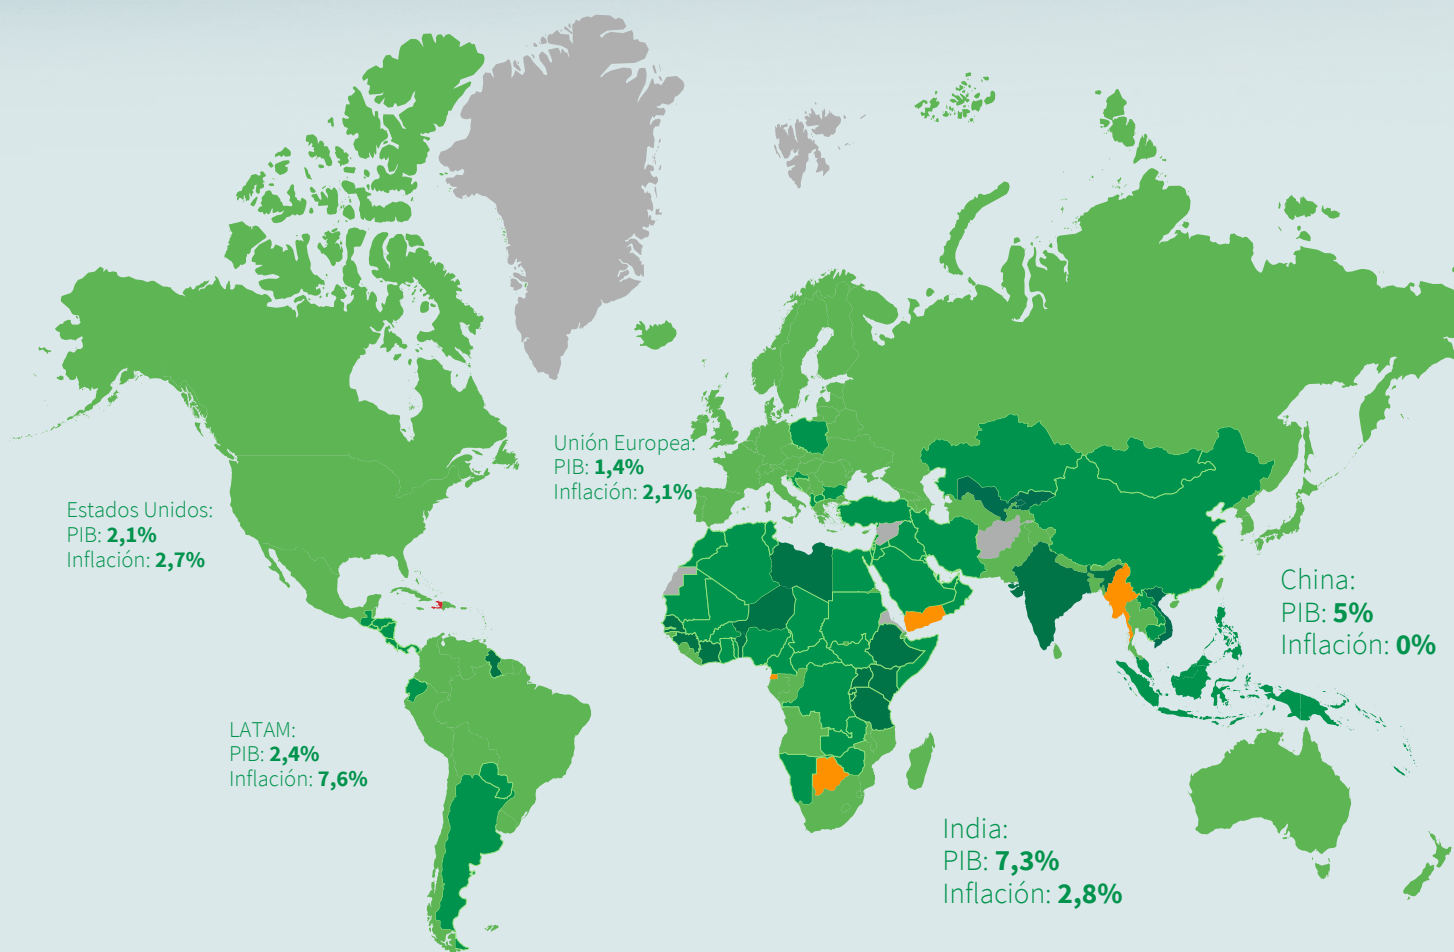 Unión Europea:
PIB: 1,4%
Inflación: 2,1%
Estados Unidos:
PIB: 2,1%
Inflación: 2,7%
China:
PIB: 5%
Inflación: 0%
LATAM:
PIB: 2,4%
Inflación: 7,6%
India:
PIB: 7,3%
Inflación: 2,8%